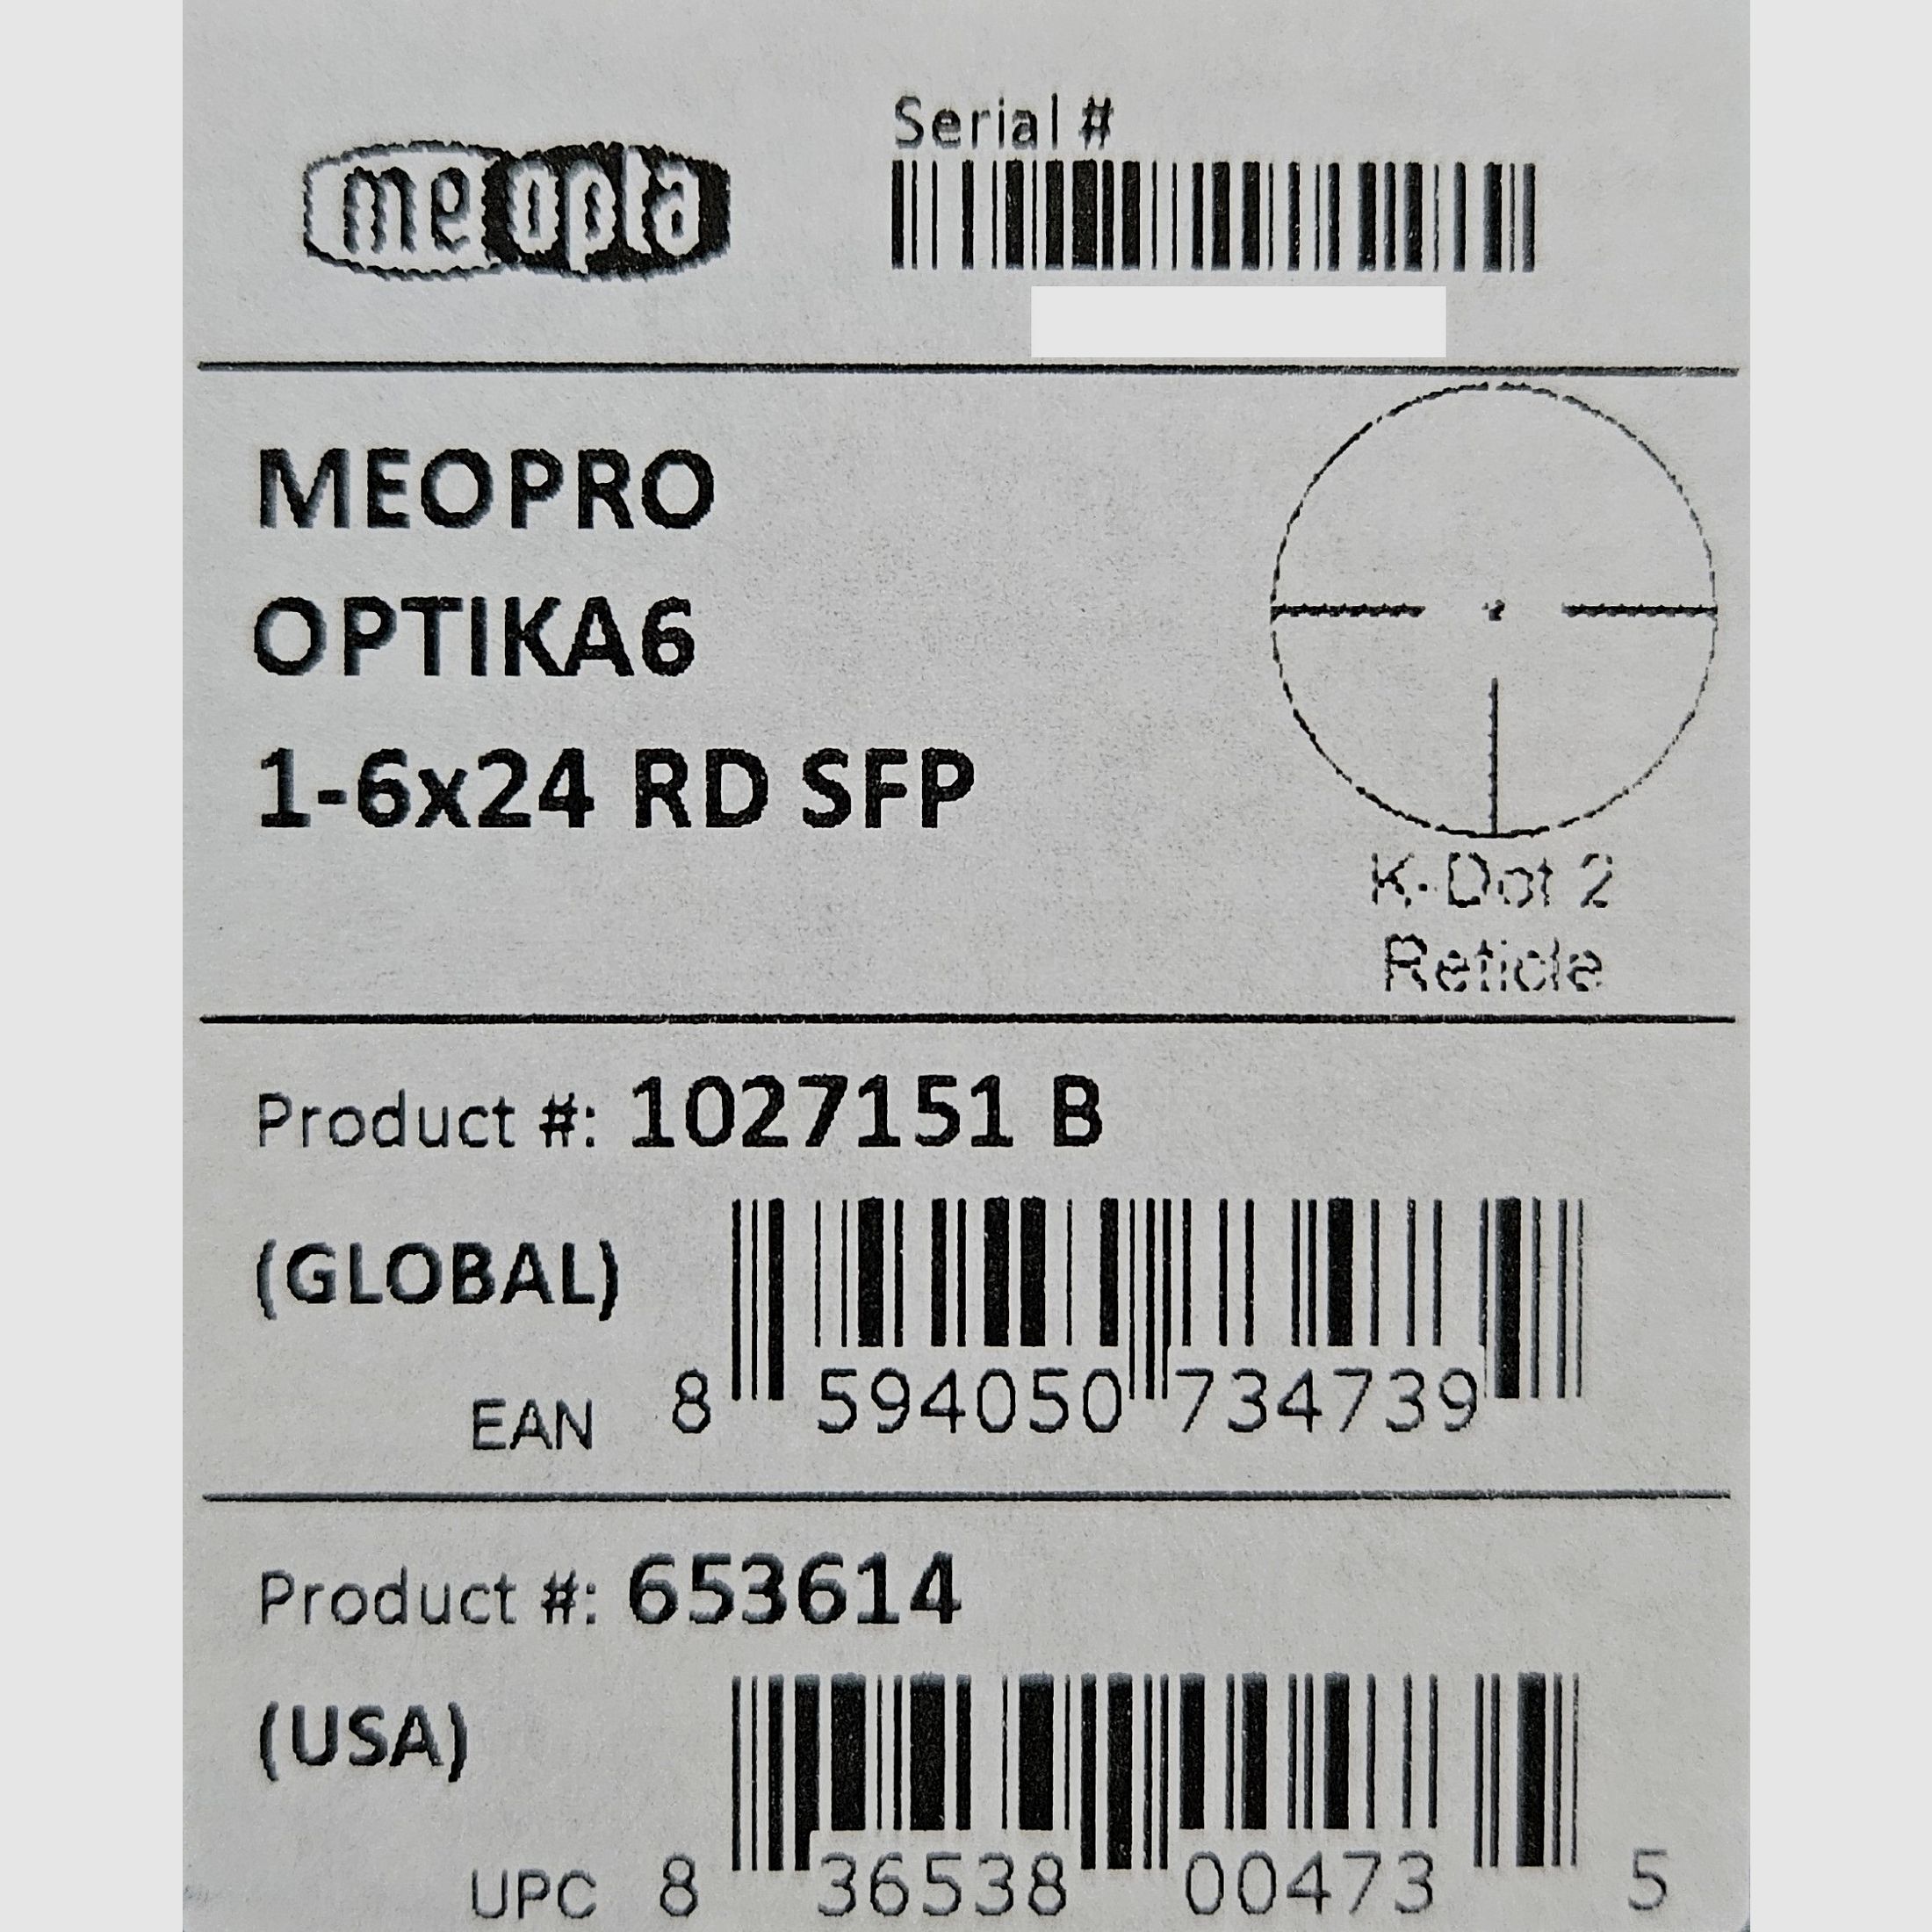 meopta
Serial #
MEOPRO
OPTIKA6
1-6x24 RD SFP
K-Dot 2
Reticle
Product #: 1027151 B
(GLOBAL)
EAN 8 594050 734739
Product #: 653614
(USA)
UPC 8 36538 00473 5